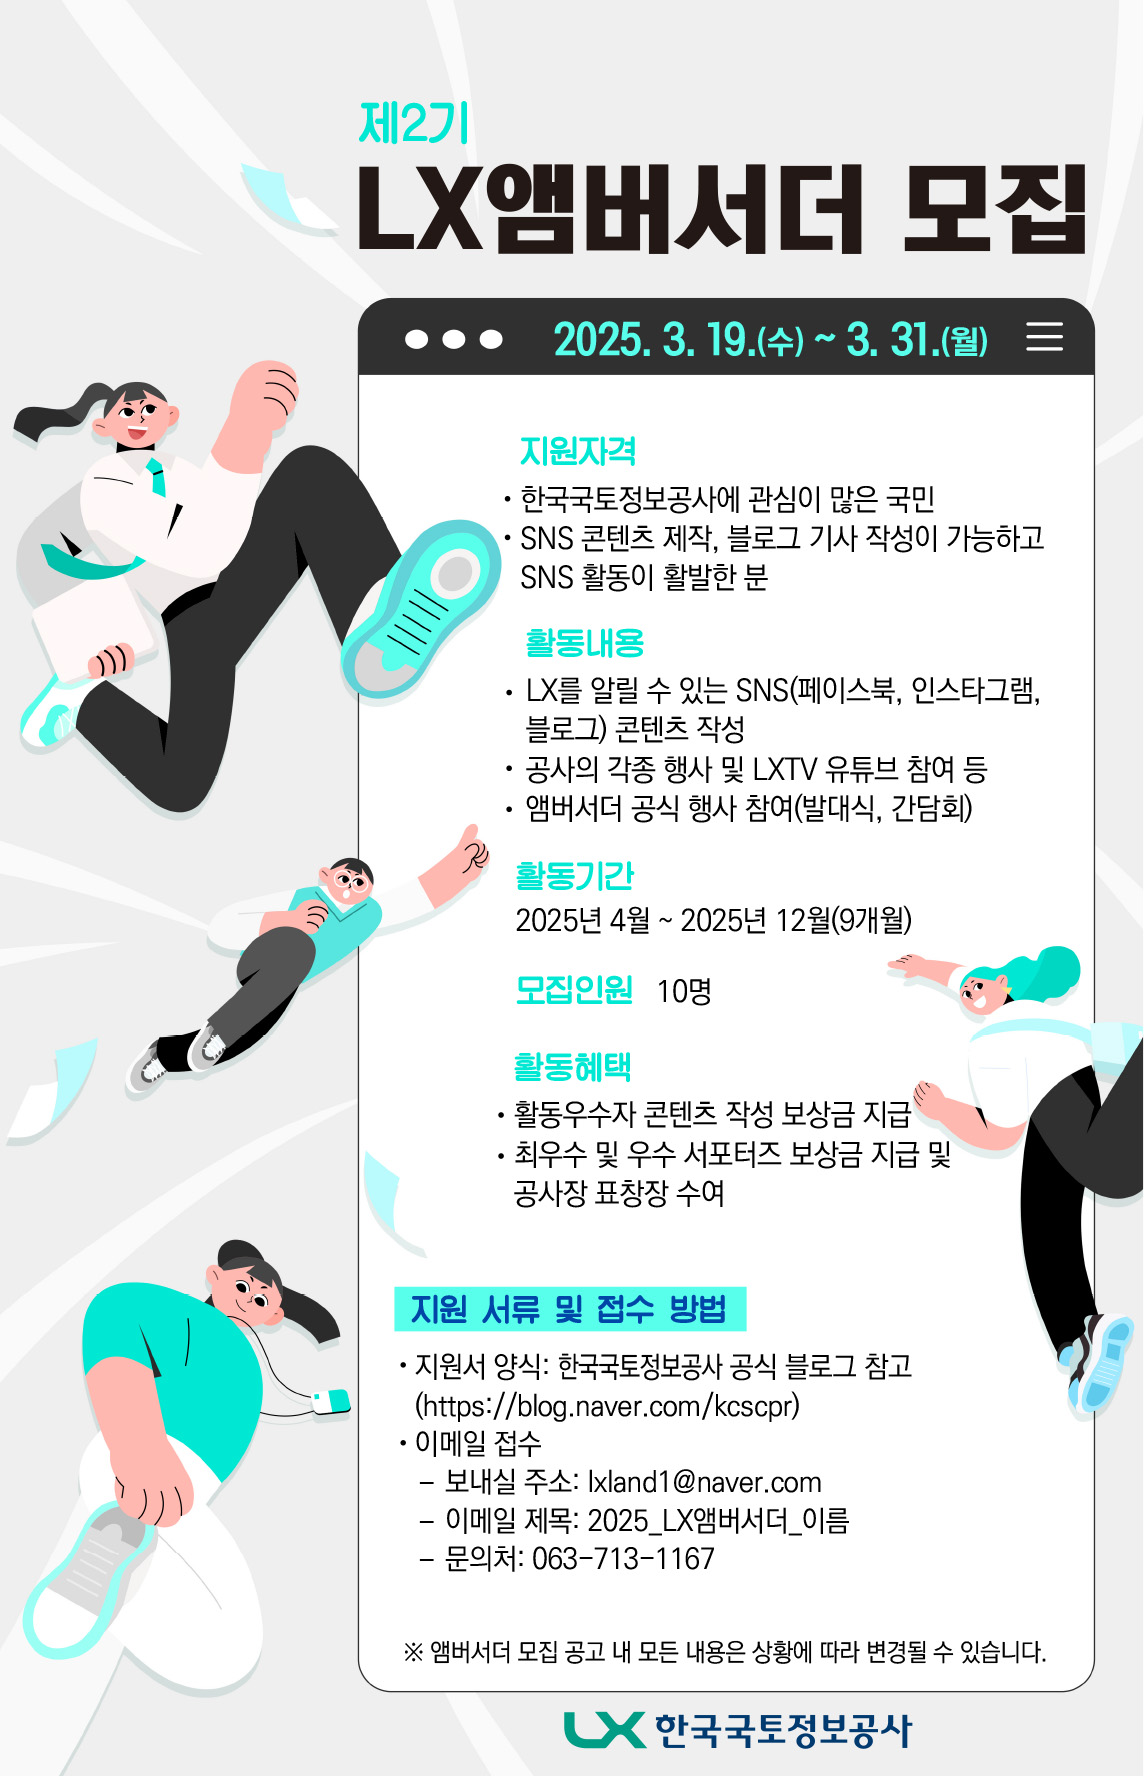 제2기
LX앰버서더 모집
2025. 3. 19.(수) ~ 3. 31.(월)
지원자격
· 한국국토정보공사에 관심이 많은 국민
· SNS 콘텐츠 제작, 블로그 기사 작성이 가능하고
SNS 활동이 활발한 분
활동내용
· LX를 알릴 수 있는 SNS(페이스북, 인스타그램,
블로그) 콘텐츠 작성
· 공사의 각종 행사 및 LXTV 유튜브 참여 등
· 앰버서더 공식 행사 참여(발대식, 간담회)
활동기간
2025년 4월 ~ 2025년 12월(9개월)
모집인원 10명
활동혜택
· 활동우수자 콘텐츠 작성 보상금 지급
· 최우수 및 우수 서포터즈 보상금 지급 및
공사장 표창장 수여
지원 서류 및 접수 방법
· 지원서 양식: 한국국토정보공사 공식 블로그 참고
(https://blog.naver.com/kcscpr)
· 이메일 접수
- 보내실 주소: lxland1@naver.com
- 이메일 제목: 2025_LX앰버서더_이름
- 문의처: 063-713-1167
※ 앰버서더 모집 공고 내 모든 내용은 상황에 따라 변경될 수 있습니다.
LX 한국국토정보공사